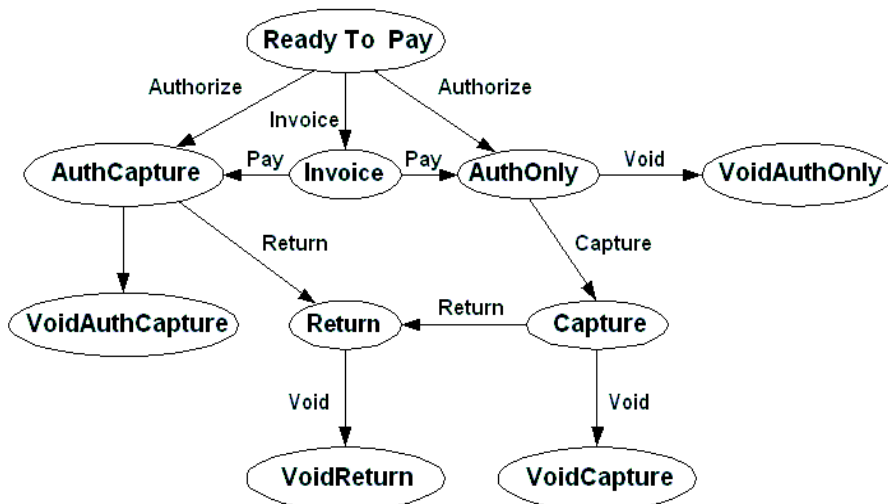 Ready To Pay
Authorize
Invoice
Authorize
AuthCapture
Pay
Invoice
Pay
AuthOnly
Void
VoidAuthOnly
Return
Capture
VoidAuthCapture
Return
Return
Capture
Void
Void
VoidReturn
VoidCapture